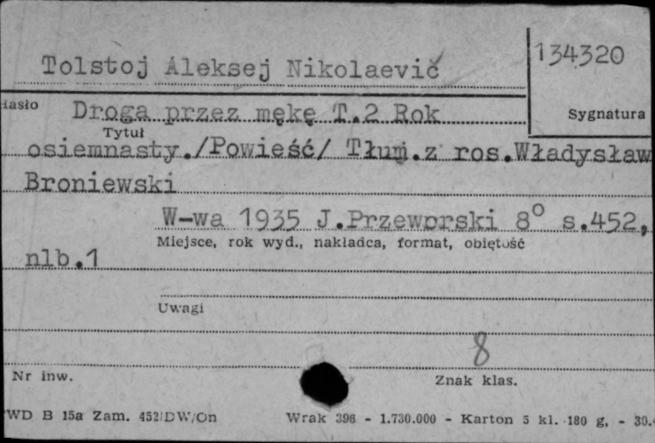 Tolstoj Aleksej Nikolaevič
134320
Hasło Droga przez mękę T.2 Rok
Sygnatura
Tytuł
osiemnasty./Powieść/ Tłum.z ros.Władysław
Broniewski
W-wa 1935 J.Przeworski 8° s.452,
Miejsce, rok wyd., nakładca, format, objętość
nlb.1
Uwagi
8
Nr inw.
Znak klas.
WD B 15a Zam. 452/DW/On Wrak 396 - 1.730.000 - Karton 5 kl. 180 g, - 30.